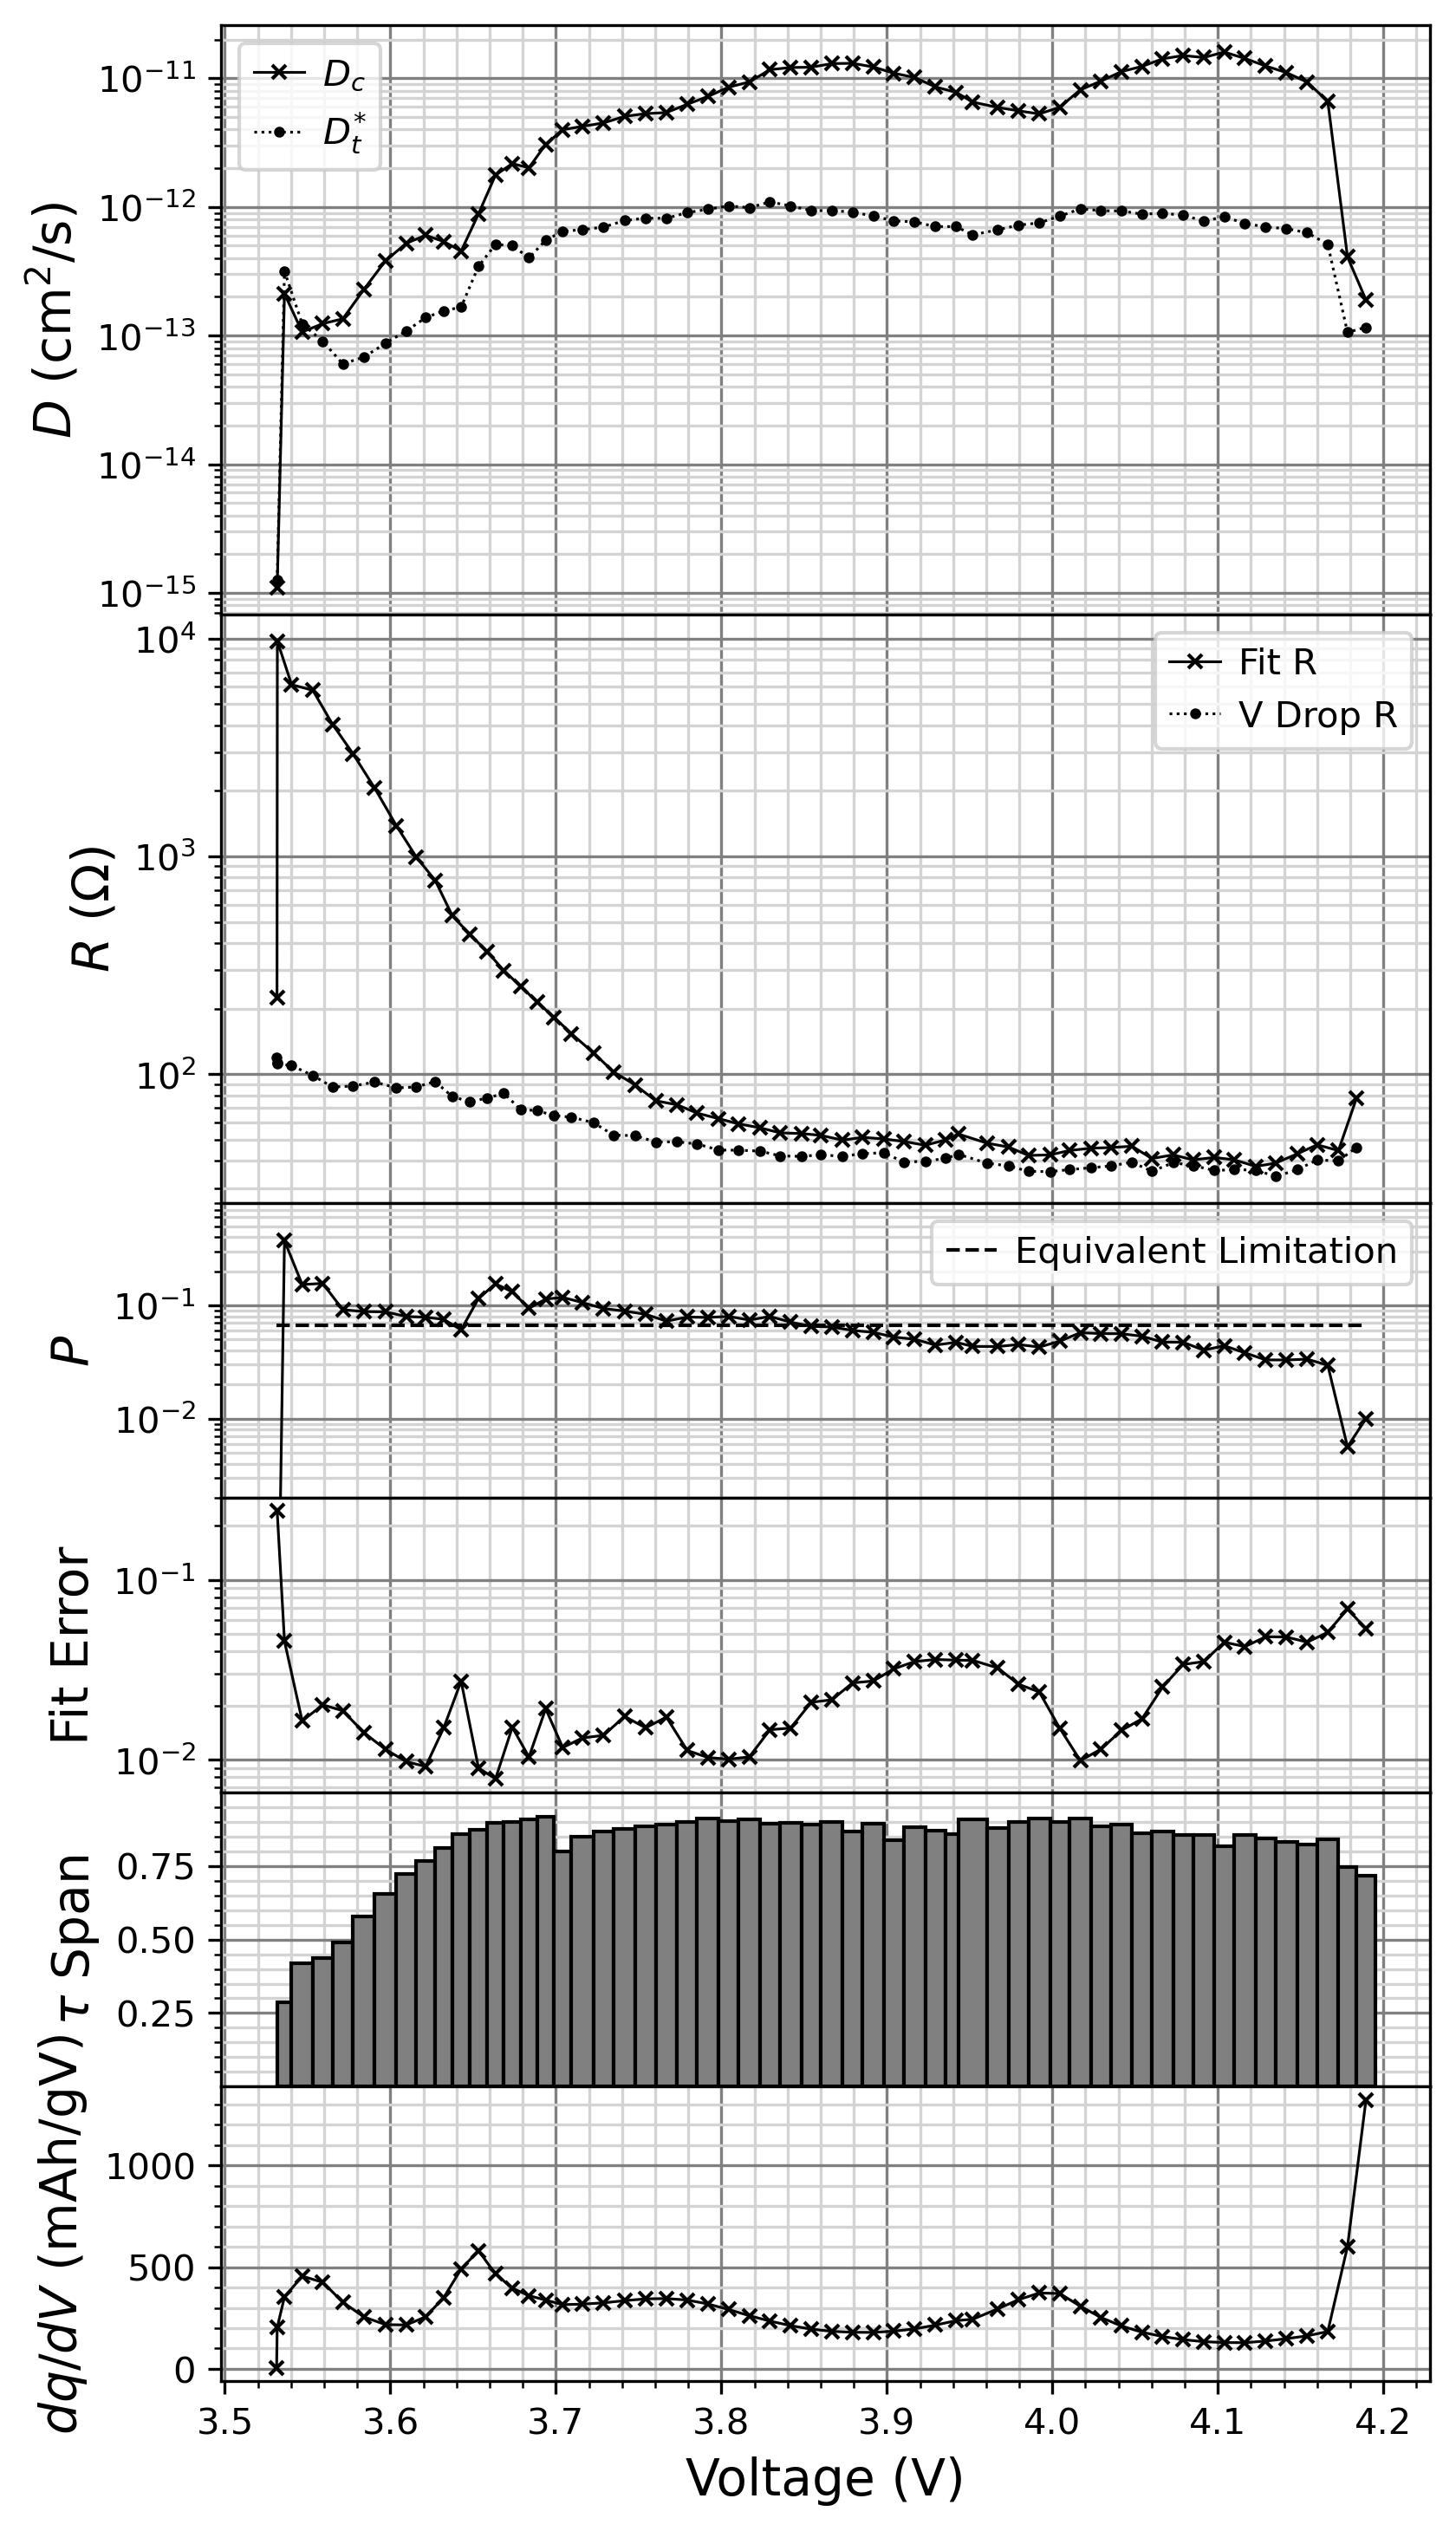 D (cm²/s)
10⁻¹¹
10⁻¹²
10⁻¹³
10⁻¹⁴
10⁻¹⁵
D_c
D_t^*
R (Ω)
10⁴
10³
10²
Fit R
V Drop R
P
10⁻¹
10⁻²
Equivalent Limitation
Fit Error
10⁻¹
10⁻²
τ Span
0.75
0.50
0.25
dq/dV (mAh/gV)
1000
500
0
3.5 3.6 3.7 3.8 3.9 4.0 4.1 4.2
Voltage (V)